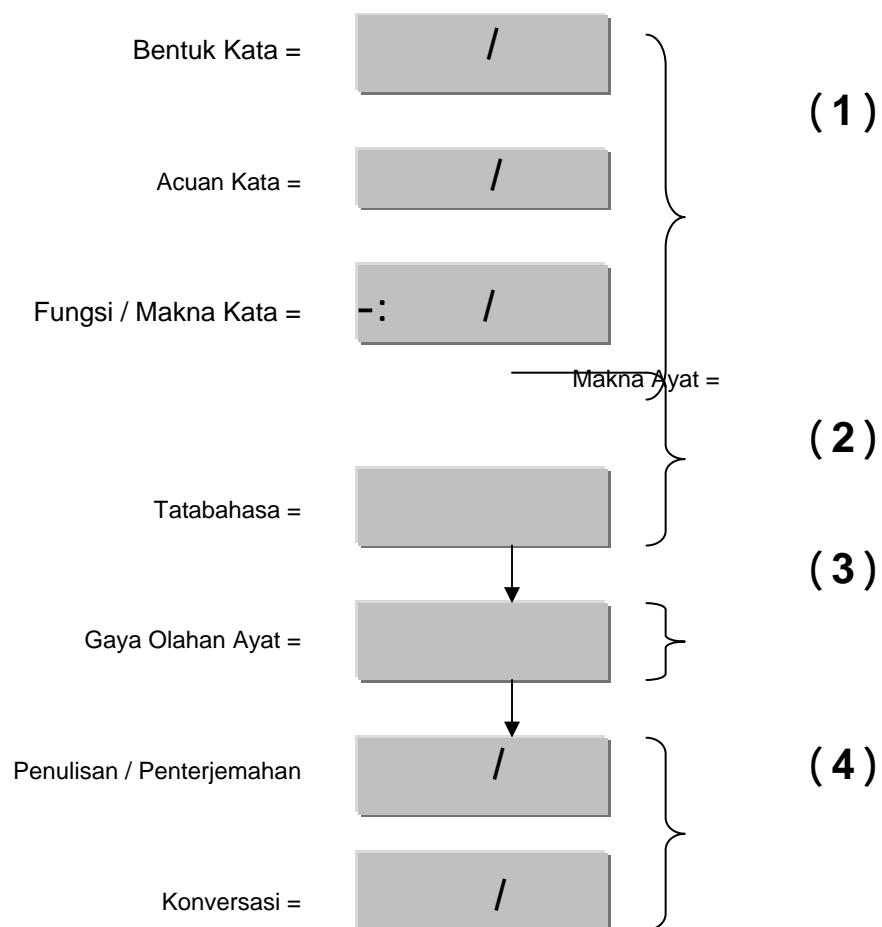 Bentuk Kata = /
( 1 )
Acuan Kata = /
Fungsi / Makna Kata = -: /
Makna Ayat =
( 2 )
Tatabahasa =
( 3 )
Gaya Olahan Ayat =
Penulisan / Penterjemahan /
( 4 )
Konversasi = /